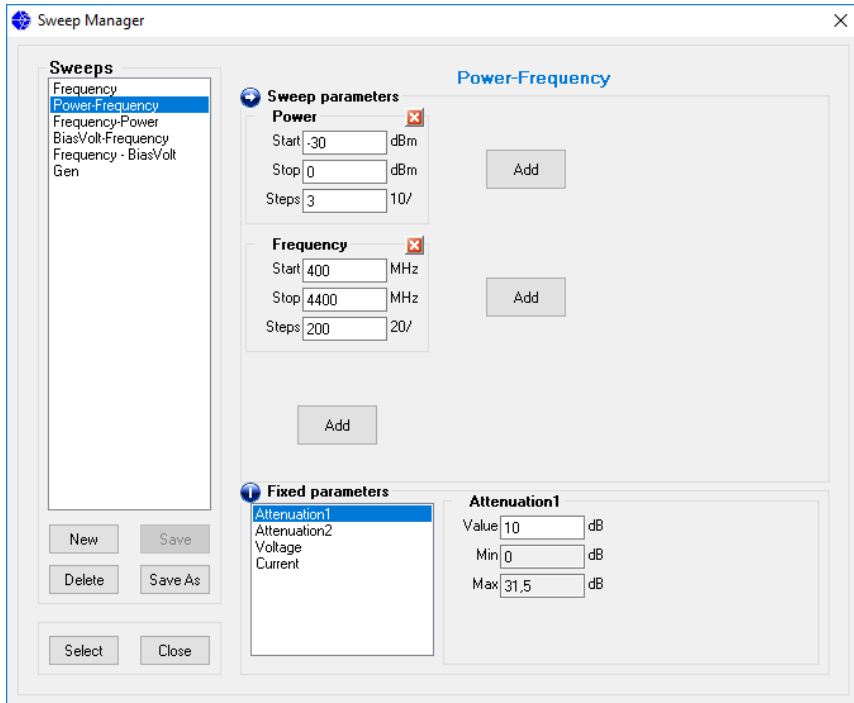 Sweep Manager
Sweeps
Frequency
Power-Frequency
Frequency-Power
BiasVolt-Frequency
Frequency - BiasVolt
Gen
New
Save
Delete
Save As
Select
Close
Power-Frequency
Sweep parameters
Power
Start -30 dBm
Stop 0 dBm
Steps 3 10/
Add
Frequency
Start 400 MHz
Stop 4400 MHz
Steps 200 20/
Add
Add
Fixed parameters
Attenuation1
Attenuation2
Voltage
Current
Attenuation1
Value 10 dB
Min 0 dB
Max 31,5 dB